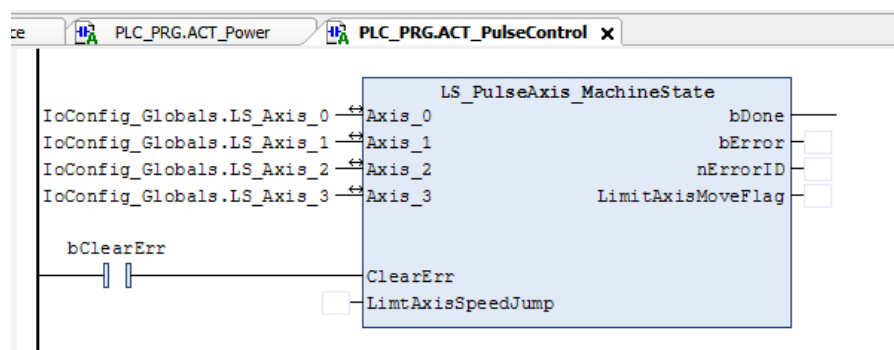 ce PLC_PRG.ACT_Power PLC_PRG.ACT_PulseControl x
LS_PulseAxis_MachineState
IoConfig_Globals.LS_Axis_0 Axis_0 bDone
IoConfig_Globals.LS_Axis_1 Axis_1 bError
IoConfig_Globals.LS_Axis_2 Axis_2 nErrorID
IoConfig_Globals.LS_Axis_3 Axis_3 LimitAxisMoveFlag
bClearErr
ClearErr
LimtAxisSpeedJump